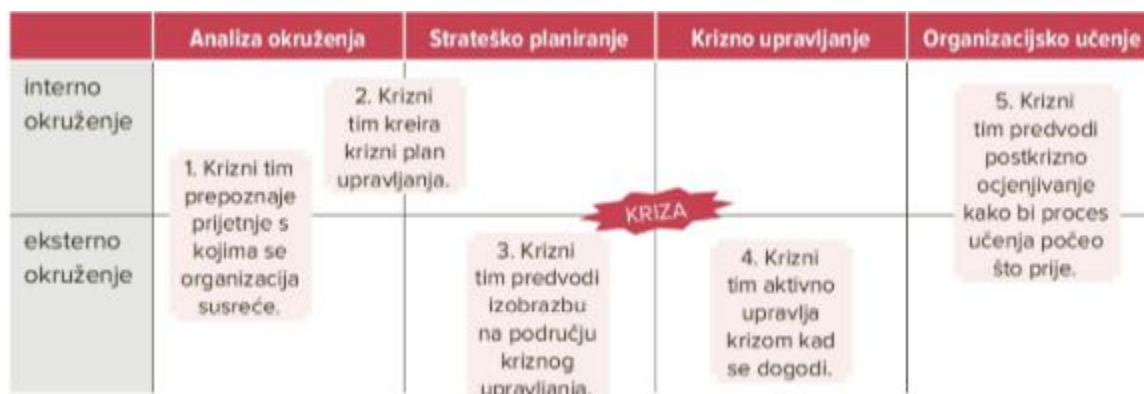 Analiza okruženja
Strateško planiranje
Krizno upravljanje
Organizacijsko učenje
interno
okruženje
eksterno
okruženje
1. Krizni tim
prepoznaje
prijetnje s
kojima se
organizacija
susreće.
2. Krizni
tim kreira
krizni plan
upravljanja.
KRIZA
3. Krizni
tim predvodi
izobrazbu
na području
kriznog
upravljanja.
4. Krizni
tim aktivno
upravlja
krizom kad
se dogodi.
5. Krizni
tim predvodi
postkrizno
ocjenjivanje
kako bi proces
učenja počeo
što prije.